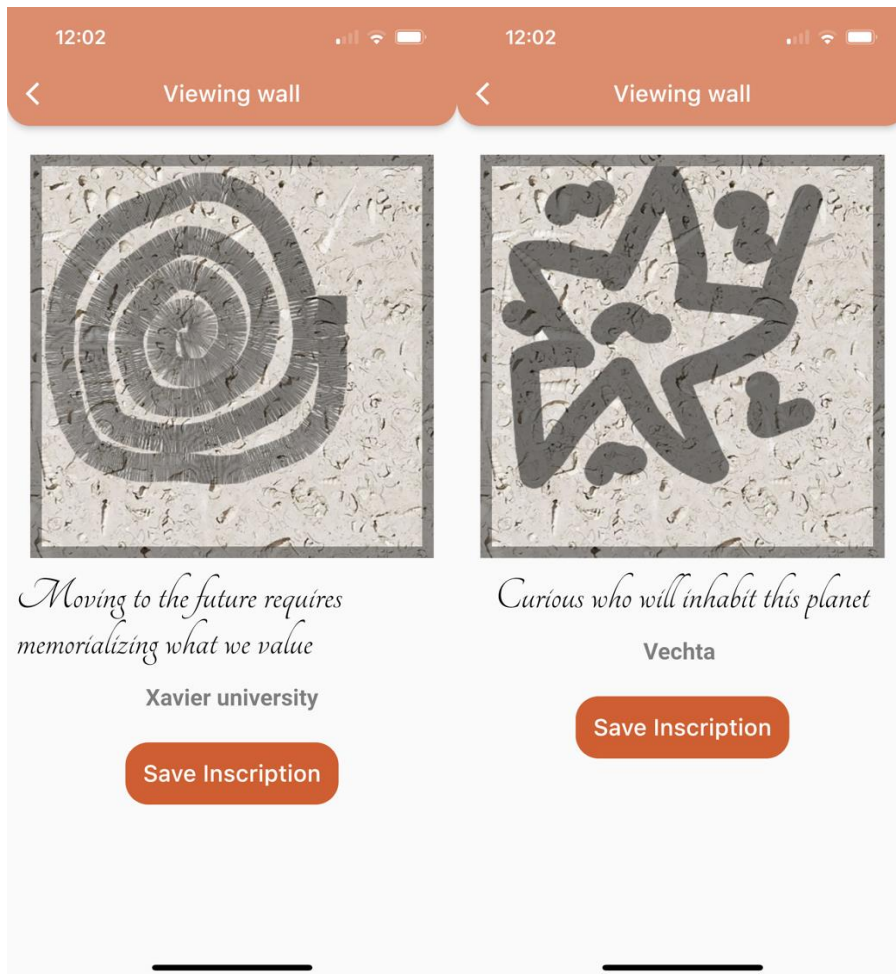 12:02
Viewing wall
Moving to the future requires
memorializing what we value
Xavier university
Save Inscription
12:02
Viewing wall
Curious who will inhabit this planet
Vechta
Save Inscription